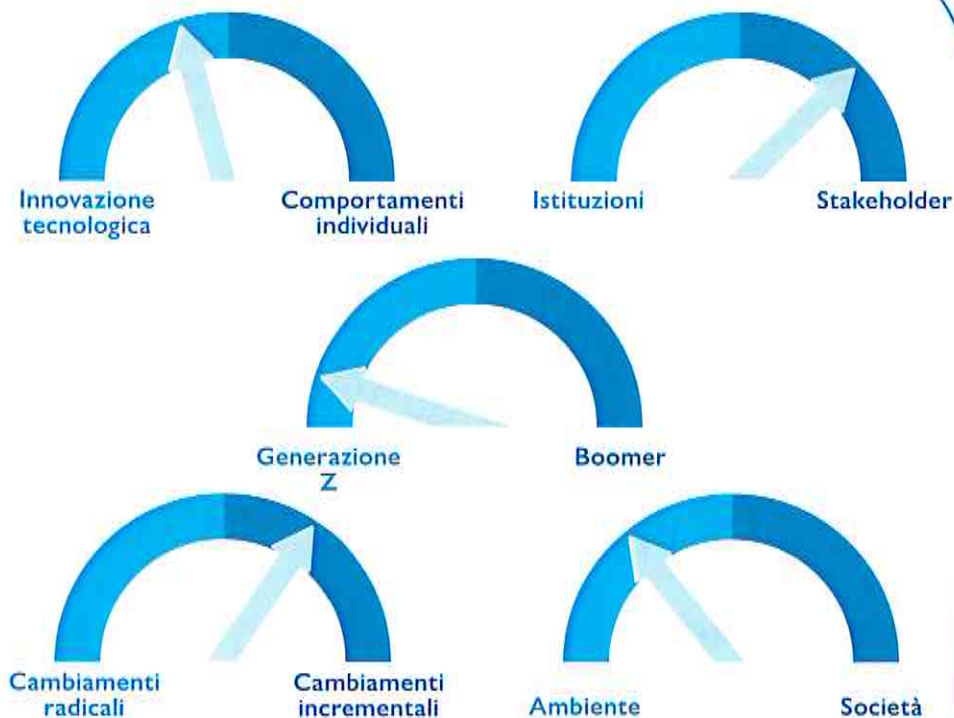 Innovazione
tecnologica
Comportamenti
individuali
Istituzioni
Stakeholder
Generazione
Z
Boomer
Cambiamenti
radicali
Cambiamenti
incrementali
Ambiente
Società